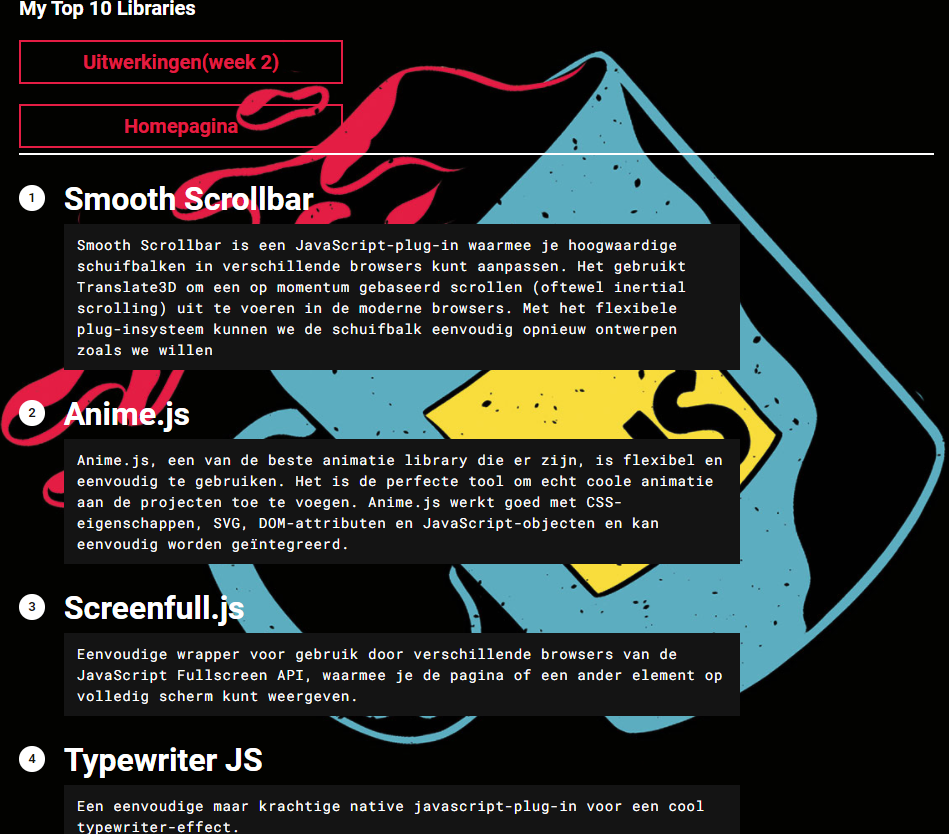 My Top 10 Libraries
Uitwerkingen(week 2)
Homepagina
1 Smooth Scrollbar
Smooth Scrollbar is een JavaScript-plug-in waarmee je hoogwaardige
schuifbalken in verschillende browsers kunt aanpassen. Het gebruikt
Translate3D om een op momentum gebaseerd scrollen (oftewel inertial
scrolling) uit te voeren in de moderne browsers. Met het flexibele
plug-insysteem kunnen we de schuifbalk eenvoudig opnieuw ontwerpen
zoals we willen
JS
2 Anime.js
Anime.js, een van de beste animatie library die er zijn, is flexibel en
eenvoudig te gebruiken. Het is de perfecte tool om echt coole animatie
aan de projecten toe te voegen. Anime.js werkt goed met CSS-
eigenschappen, SVG, DOM-attributen en JavaScript-objecten en kan
eenvoudig worden geïntegreerd.
3 Screenfull.js
Eenvoudige wrapper voor gebruik door verschillende browsers van de
JavaScript Fullscreen API, waarmee je de pagina of een ander element op
volledig scherm kunt weergeven.
4 Typewriter JS
Een eenvoudige maar krachtige native javascript-plug-in voor een cool
typewriter-effect.